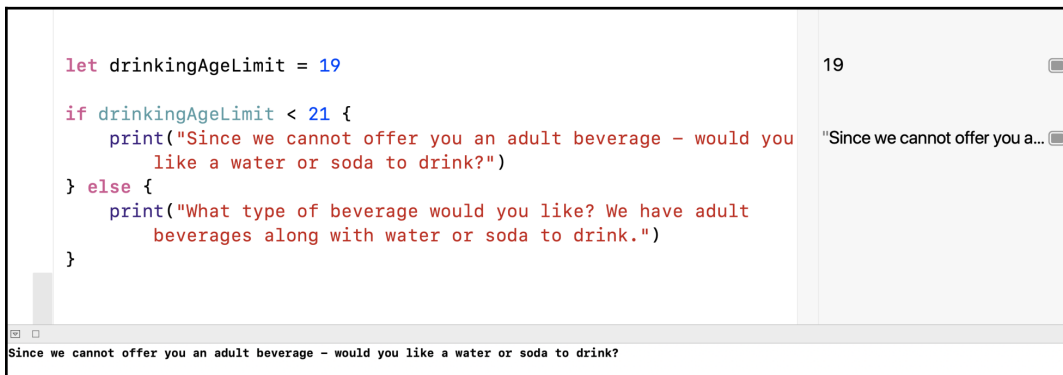 let drinkingAgeLimit = 19
19
if drinkingAgeLimit < 21 {
print("Since we cannot offer you an adult beverage – would you
"Since we cannot offer you a...
like a water or soda to drink?")
} else {
print("What type of beverage would you like? We have adult
beverages along with water or soda to drink.")
}
Since we cannot offer you an adult beverage – would you like a water or soda to drink?